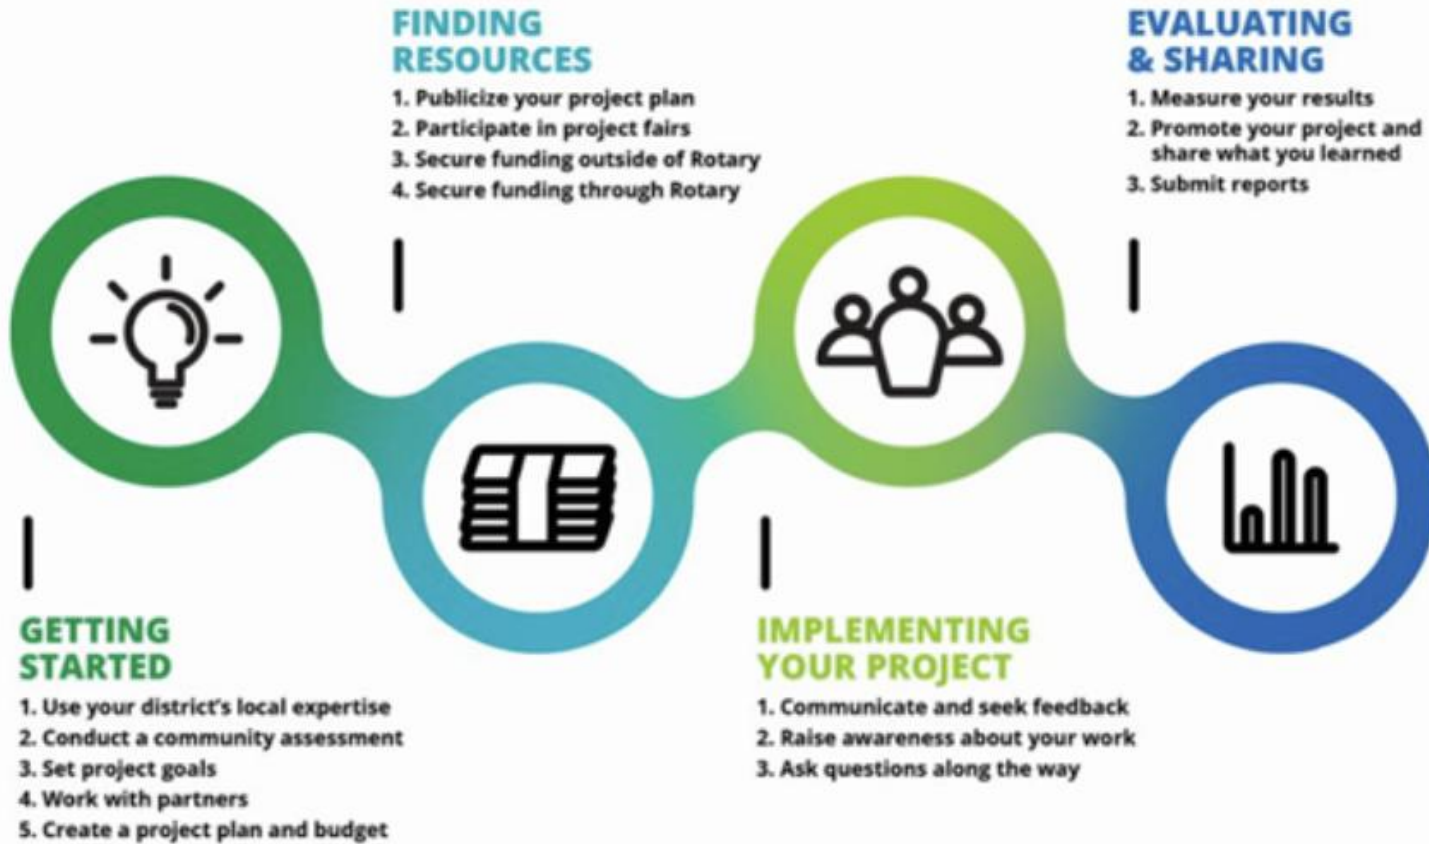 GETTING
STARTED
1. Use your district's local expertise
2. Conduct a community assessment
3. Set project goals
4. Work with partners
5. Create a project plan and budget
FINDING
RESOURCES
1. Publicize your project plan
2. Participate in project fairs
3. Secure funding outside of Rotary
4. Secure funding through Rotary
IMPLEMENTING
YOUR PROJECT
1. Communicate and seek feedback
2. Raise awareness about your work
3. Ask questions along the way
EVALUATING
& SHARING
1. Measure your results
2. Promote your project and
share what you learned
3. Submit reports